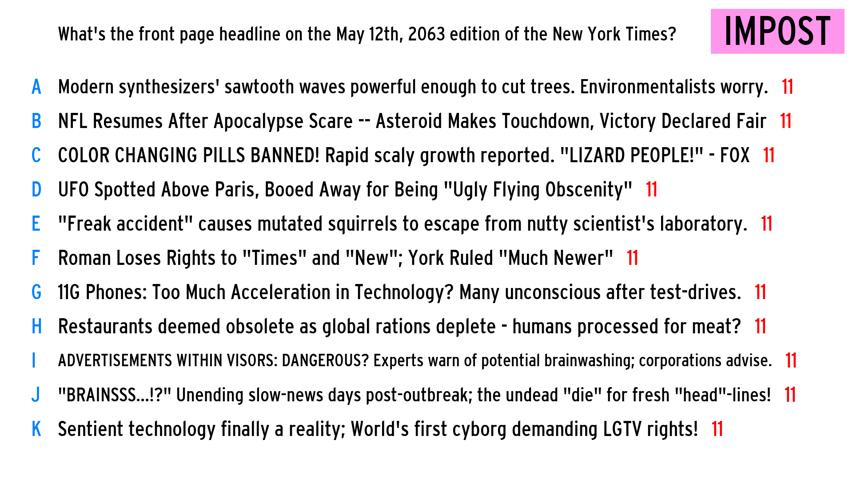 What's the front page headline on the May 12th, 2063 edition of the New York Times?
IMPOST
A Modern synthesizers' sawtooth waves powerful enough to cut trees. Environmentalists worry. 11
B NFL Resumes After Apocalypse Scare -- Asteroid Makes Touchdown, Victory Declared Fair 11
C COLOR CHANGING PILLS BANNED! Rapid scaly growth reported. "LIZARD PEOPLE!" - FOX 11
D UFO Spotted Above Paris, Booed Away for Being "Ugly Flying Obscenity" 11
E "Freak accident" causes mutated squirrels to escape from nutty scientist's laboratory. 11
F Roman Loses Rights to "Times" and "New"; York Ruled "Much Newer" 11
G 11G Phones: Too Much Acceleration in Technology? Many unconscious after test-drives. 11
H Restaurants deemed obsolete as global rations deplete - humans processed for meat? 11
I ADVERTISEMENTS WITHIN VISORS: DANGEROUS? Experts warn of potential brainwashing; corporations advise. 11
J "BRAINSSS...!?" Unending slow-news days post-outbreak; the undead "die" for fresh "head"-lines! 11
K Sentient technology finally a reality; World's first cyborg demanding LGTV rights! 11